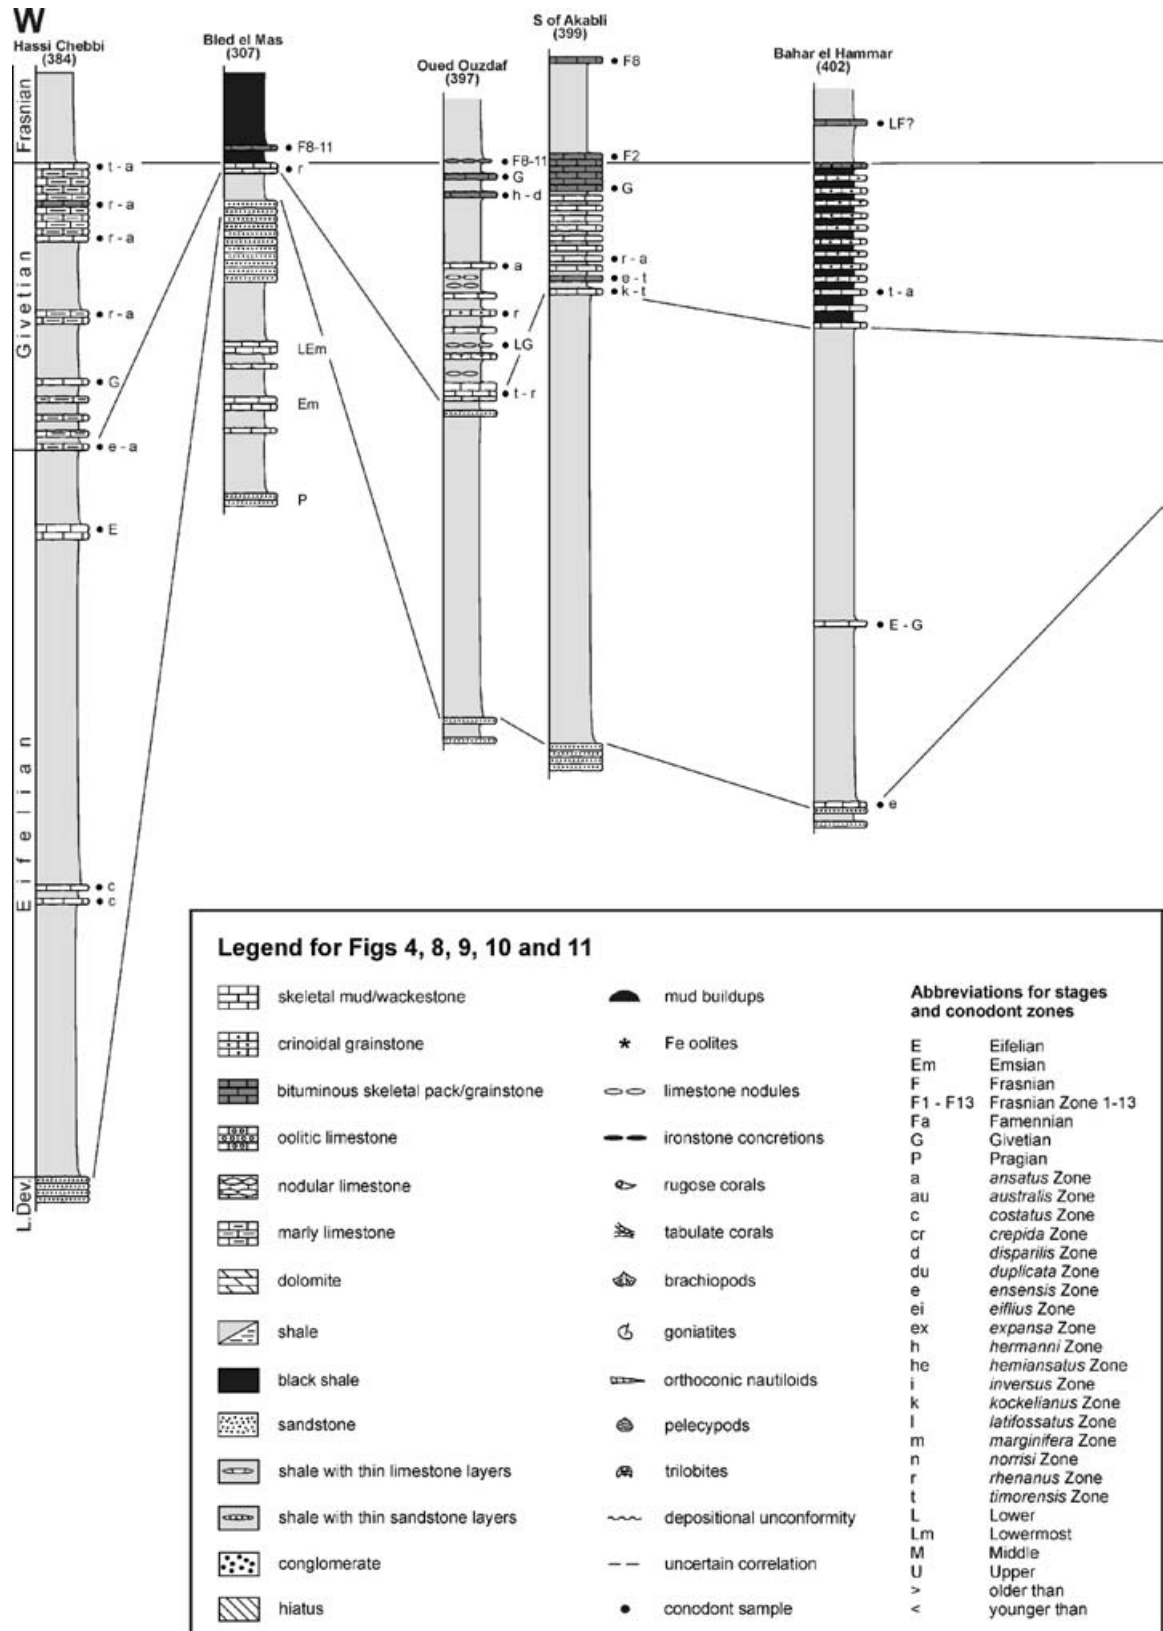 W
Hassi Chebbi
(384)
Bled el Mas
(307)
Oued Ouzdaf
(397)
S of Akabli
(399)
Bahar el Hammar
(402)
Frasnian
Givetian
Eifelian
L.Dev.
t - a
r - a
r - a
r - a
G
e - a
E
c
c
F8-11
r
LEm
Em
P
F8-11
G
h - d
a
r
LG
t - r
F8
F2
G
r - a
e - t
k - t
LF?
t - a
E - G
e
Legend for Figs 4, 8, 9, 10 and 11
skeletal mud/wackestone
crinoidal grainstone
bituminous skeletal pack/grainstone
oolitic limestone
nodular limestone
marly limestone
dolomite
shale
black shale
sandstone
shale with thin limestone layers
shale with thin sandstone layers
conglomerate
hiatus
mud buildups
Fe oolites
limestone nodules
ironstone concretions
rugose corals
tabulate corals
brachiopods
goniatites
orthoconic nautiloids
pelecypods
trilobites
depositional unconformity
uncertain correlation
conodont sample
Abbreviations for stages
and conodont zones
E Eifelian
Em Emsian
F Frasnian
F1 - F13 Frasnian Zone 1-13
Fa Famennian
G Givetian
P Pragian
a ansatus Zone
au australis Zone
c costatus Zone
cr crepida Zone
d disparilis Zone
du duplicata Zone
e ensensis Zone
ei eiflius Zone
ex expansa Zone
h hermanni Zone
he hemiansatus Zone
i inversus Zone
k kockelianus Zone
l latifossatus Zone
m marginifera Zone
n norrisi Zone
r rhenanus Zone
t timorensis Zone
L Lower
Lm Lowermost
M Middle
U Upper
> older than
< younger than